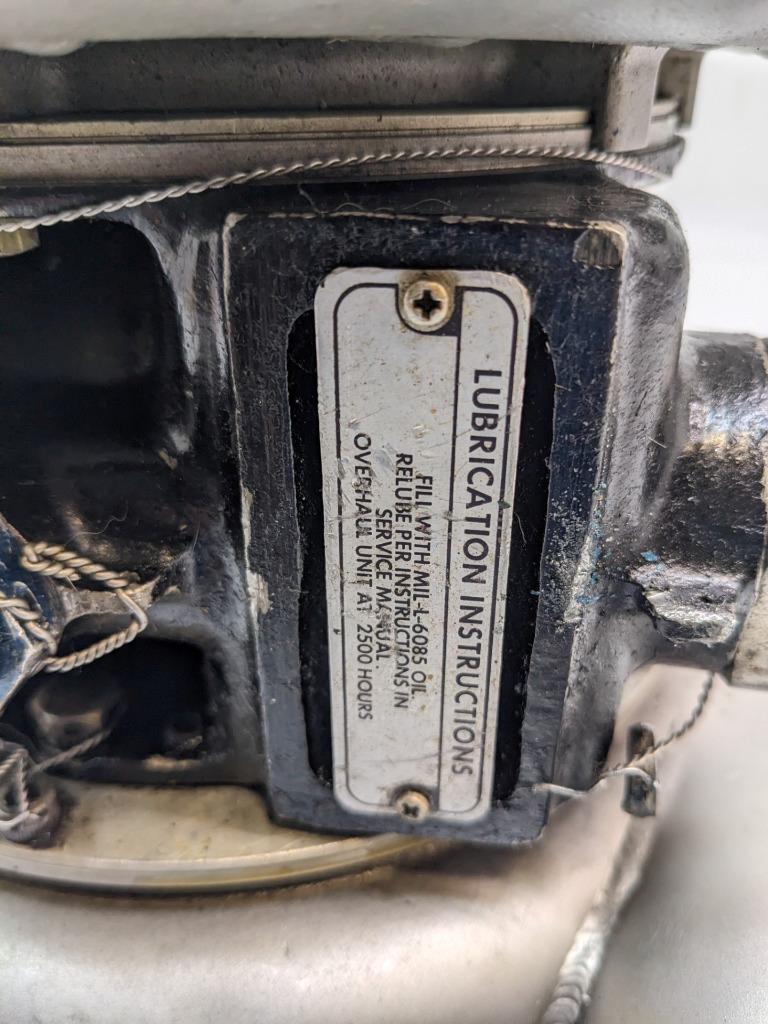 LUBRICATION INSTRUCTIONS
FILL WITH MIL-L-6085 OIL
RELUBE PER INSTRUCTIONS IN
SERVICE MANUAL
OVERHAUL UNIT AT 2500 HOURS